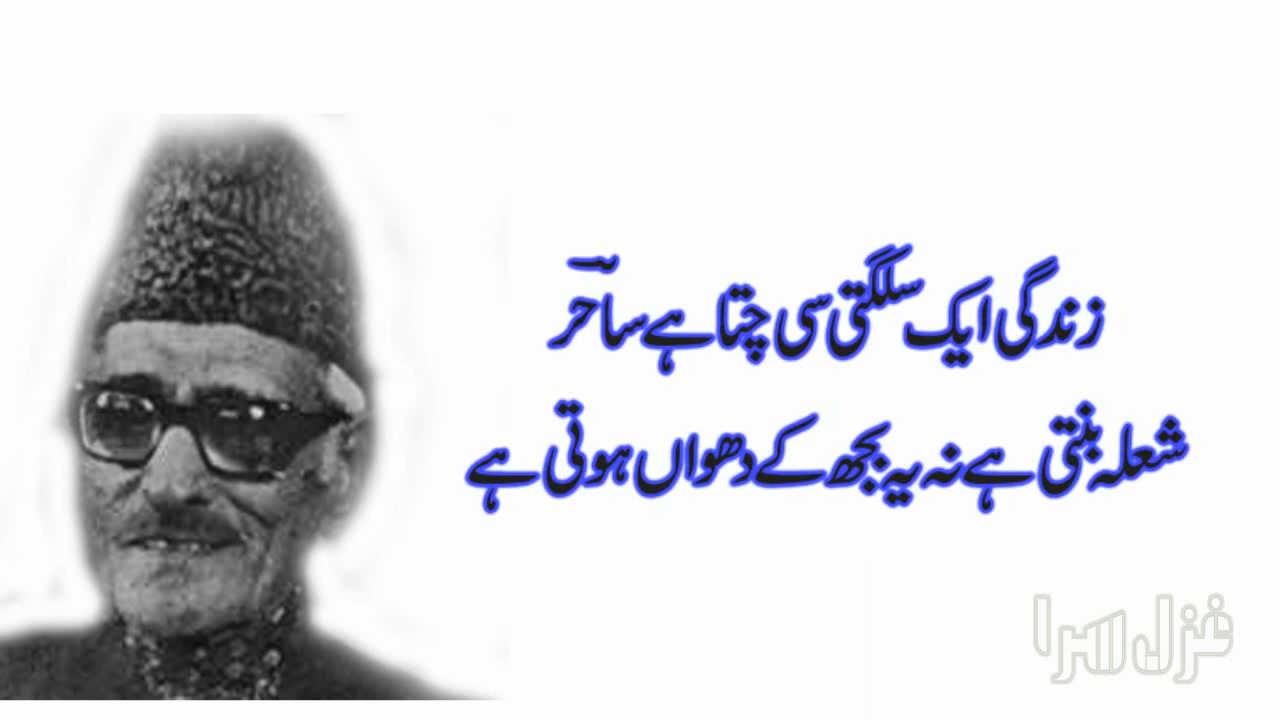 زندگی ایک سلگتی سی چتا ہے ساحرؔ
شعلہ بنتی ہے نہ یہ بجھ کے دھواں ہوتی ہے
غزل سرا